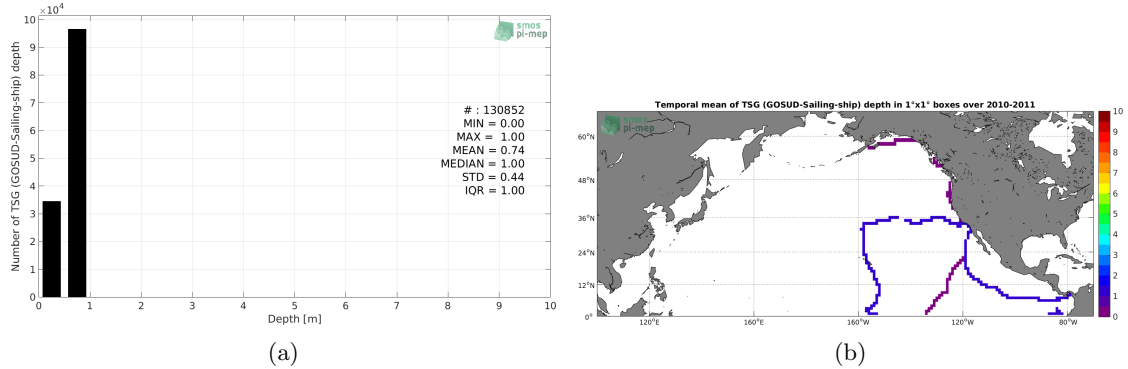 ×10⁴
10
9
8
7
6
5
4
3
2
1
0
Number of TSG (GOSUD-Sailing-ship) depth
smos
pi-mep
# : 130852
MIN = 0.00
MAX = 1.00
MEAN = 0.74
MEDIAN = 1.00
STD = 0.44
IQR = 1.00
0 1 2 3 4 5 6 7 8 9 10
Depth [m]
(a)
Temporal mean of TSG (GOSUD-Sailing-ship) depth in 1°x1° boxes over 2010-2011
smos
pi-mep
60°N
48°N
36°N
24°N
12°N
0°
120°E 160°E 160°W 120°W 80°W
10
9
8
7
6
5
4
3
2
1
0
(b)